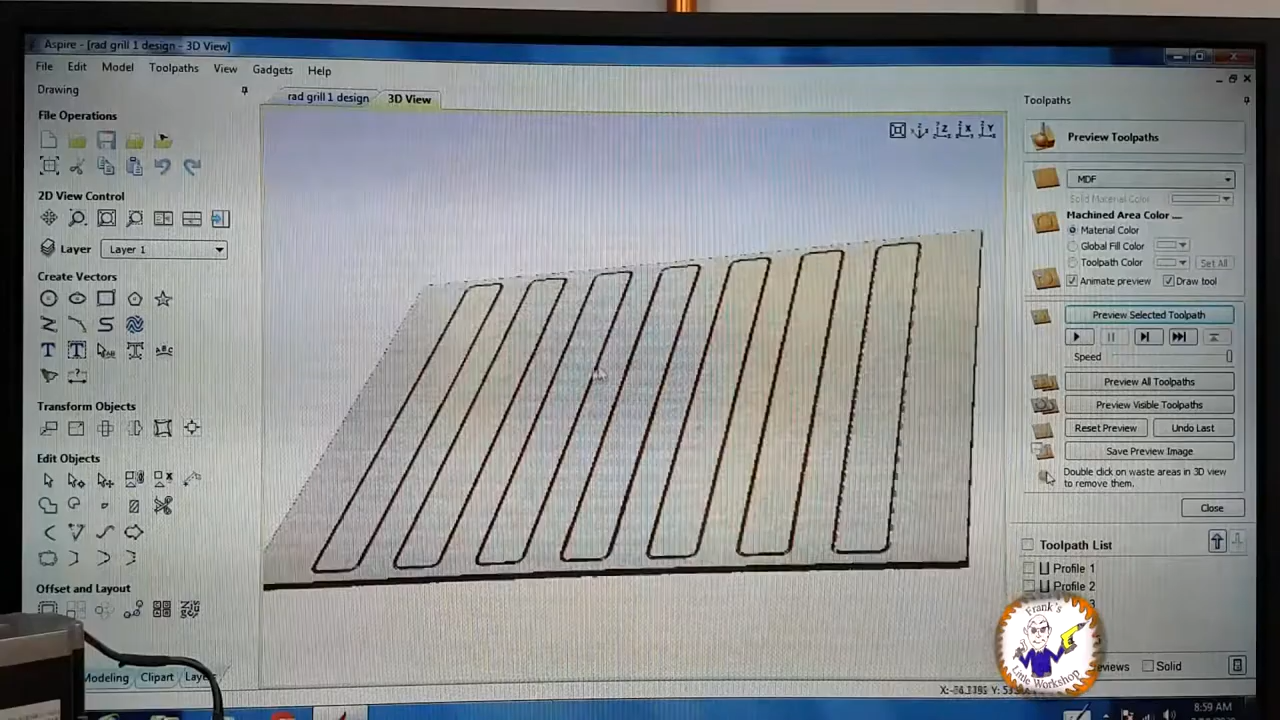 Aspire - [rad grill 1 design - 3D View]
File Edit Model Toolpaths View Gadgets Help
Drawing
File Operations
2D View Control
Layer Layer 1
Create Vectors
Transform Objects
Edit Objects
Offset and Layout
Modeling Clipart
rad grill 1 design 3D View
Toolpaths
Preview Toolpaths
MDF
Solid Material Color
Machined Area Color ....
Material Color
Global Fill Color
Toolpath Color Set All
Animate preview Draw tool
Preview Selected Toolpath
Speed
Preview All Toolpaths
Preview Visible Toolpaths
Reset Preview Undo Last
Save Preview Image
Double click on waste areas in 3D view
to remove them.
Close
Toolpath List
Profile 1
Profile 2
Solid
Frank's
Little Workshop
8:59 AM